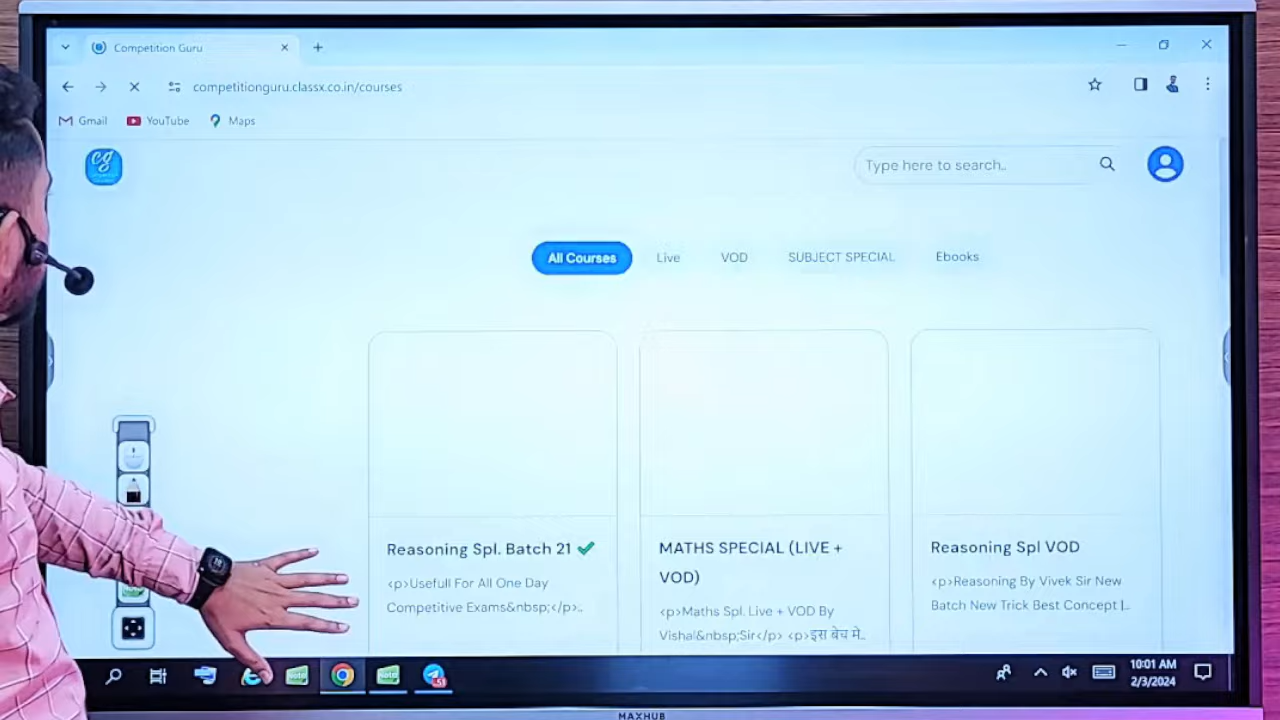 Competition Guru
competitionguru.classx.co.in/courses
Gmail YouTube Maps
cg
Type here to search..
All Courses Live VOD SUBJECT SPECIAL Ebooks
Reasoning Spl. Batch 21
<p>Usefull For All One Day
Competitive Exams&nbsp;</p>..
MATHS SPECIAL (LIVE +
VOD)
<p>Maths Spl. Live + VOD By
Vishal&nbsp;Sir</p> <p>इस बेच मे..
Reasoning Spl VOD
<p>Reasoning By Vivek Sir New
Batch New Trick Best Concept |..
Note
Note
10:01 AM
2/3/2024
MAXHUB